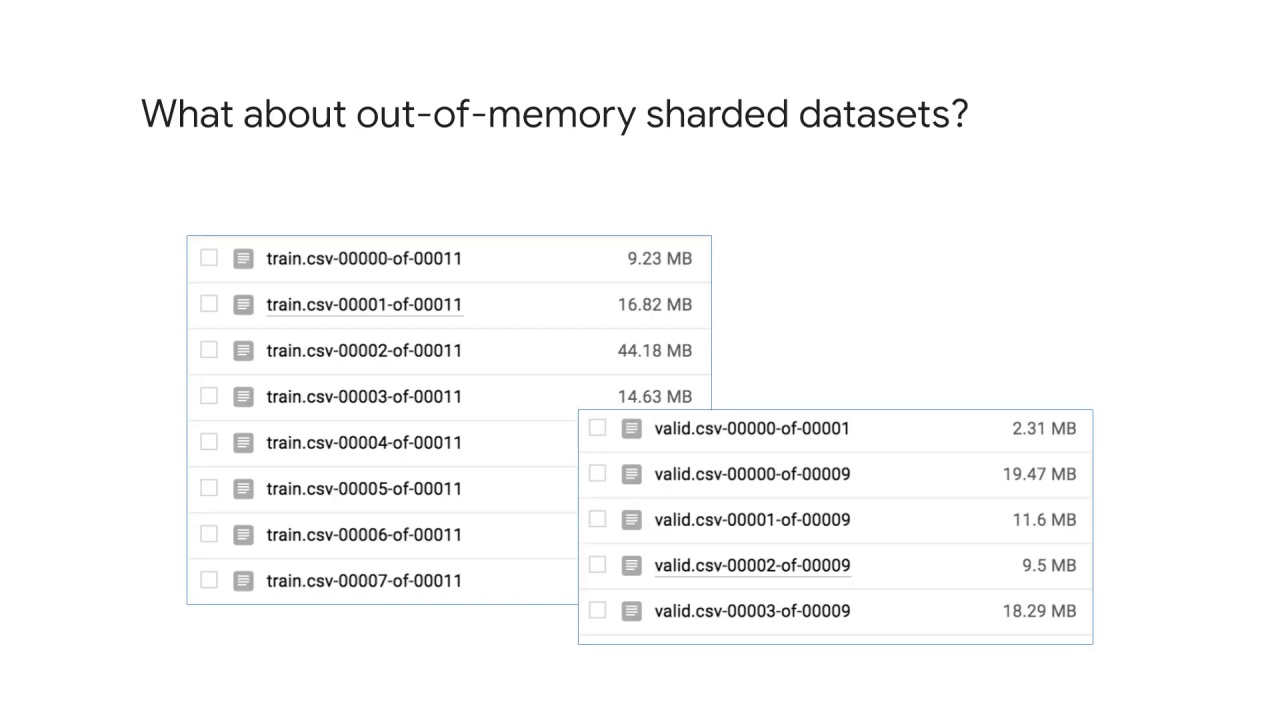 What about out-of-memory sharded datasets?
train.csv-00000-of-00011 9.23 MB
train.csv-00001-of-00011 16.82 MB
train.csv-00002-of-00011 44.18 MB
train.csv-00003-of-00011 14.63 MB
train.csv-00004-of-00011
train.csv-00005-of-00011
train.csv-00006-of-00011
train.csv-00007-of-00011
valid.csv-00000-of-00001 2.31 MB
valid.csv-00000-of-00009 19.47 MB
valid.csv-00001-of-00009 11.6 MB
valid.csv-00002-of-00009 9.5 MB
valid.csv-00003-of-00009 18.29 MB